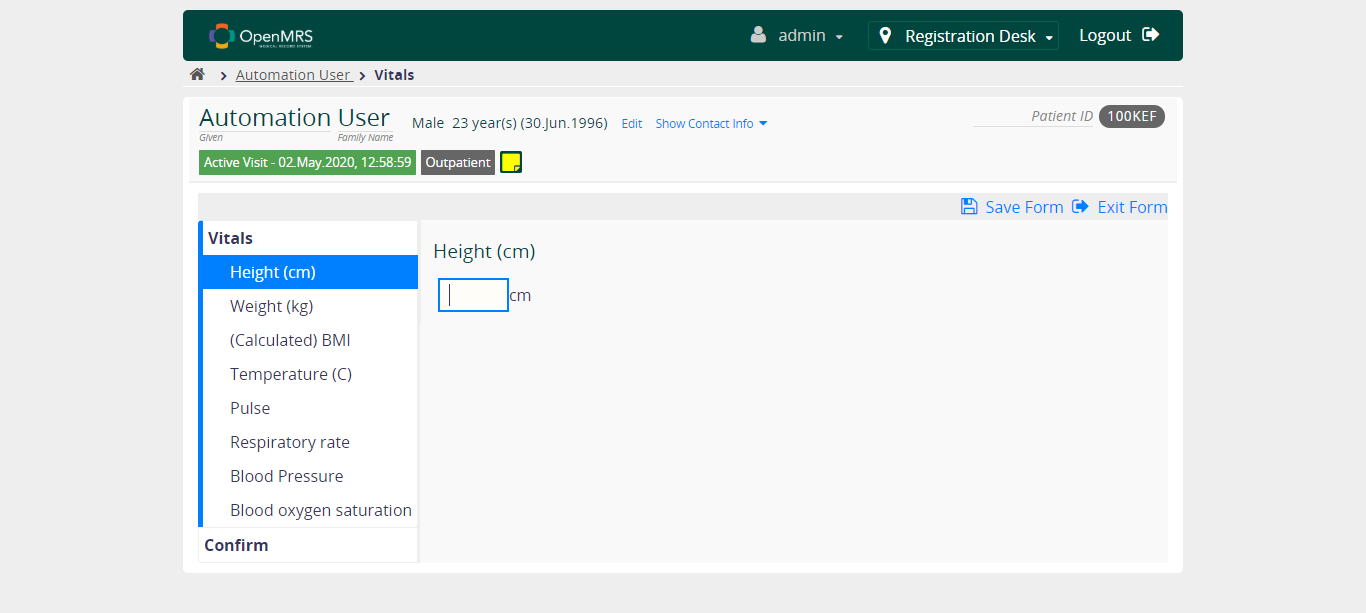 OpenMRS
MEDICAL RECORD SYSTEM
admin
Registration Desk
Logout
Automation User
Vitals
Automation User
Given
Family Name
Male 23 year(s) (30.Jun.1996)
Edit
Show Contact Info
Patient ID
100KEF
Active Visit - 02.May.2020, 12:58:59
Outpatient
Save Form
Exit Form
Vitals
Height (cm)
Weight (kg)
(Calculated) BMI
Temperature (C)
Pulse
Respiratory rate
Blood Pressure
Blood oxygen saturation
Confirm
Height (cm)
cm